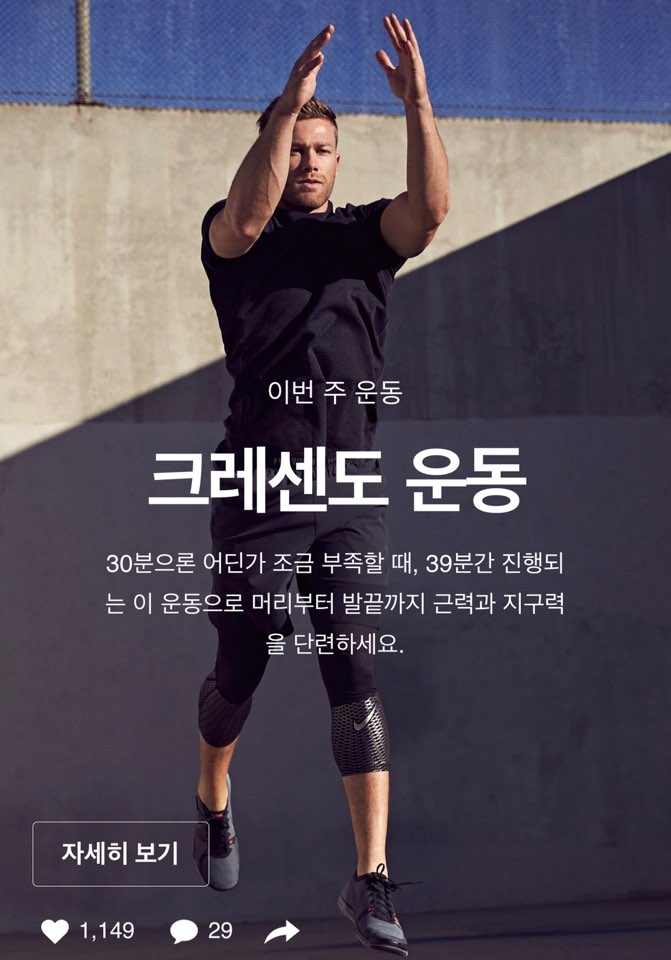 이번 주 운동
크레센도 운동
30분으론 어딘가 조금 부족할 때, 39분간 진행되
는 이 운동으로 머리부터 발끝까지 근력과 지구력
을 단련하세요.
자세히 보기
1,149 29